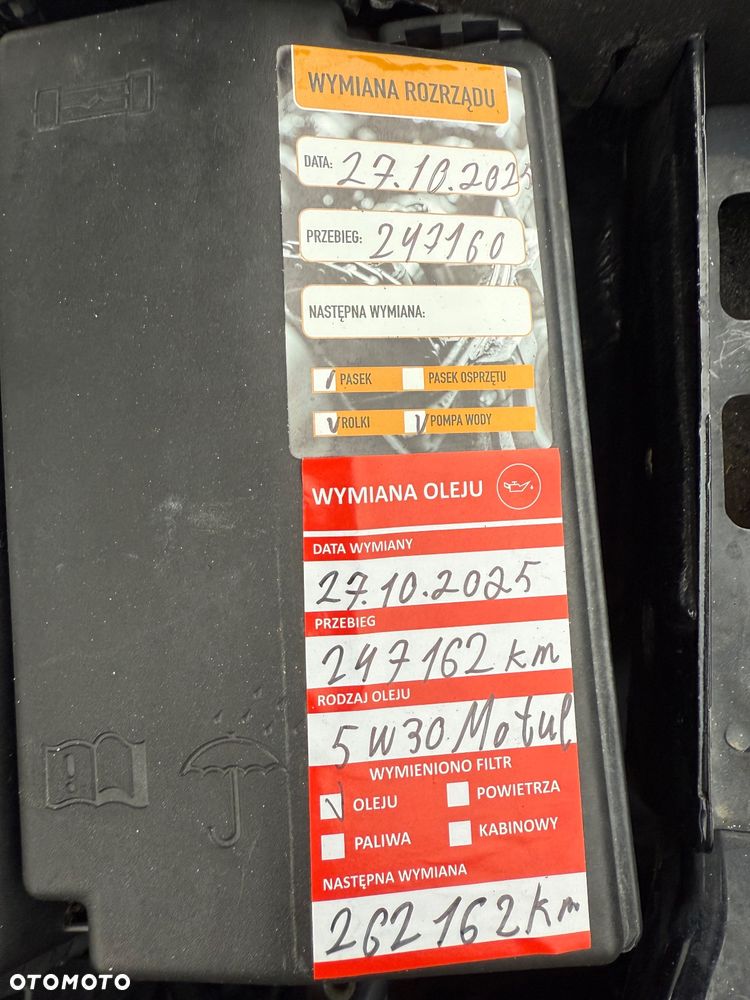 WYMIANA ROZRZĄDU
DATA: 27.10.2025
PRZEBIEG: 247160
NASTĘPNA WYMIANA:
PASEK PASEK OSPRZĘTU
ROLKI POMPA WODY
WYMIANA OLEJU
DATA WYMIANY
27.10.2025
PRZEBIEG
247162 km
RODZAJ OLEJU
5W30 Motul
WYMIENIONO FILTR
OLEJU POWIETRZA
PALIWA KABINOWY
NASTĘPNA WYMIANA
262162 km
OTOMOTO